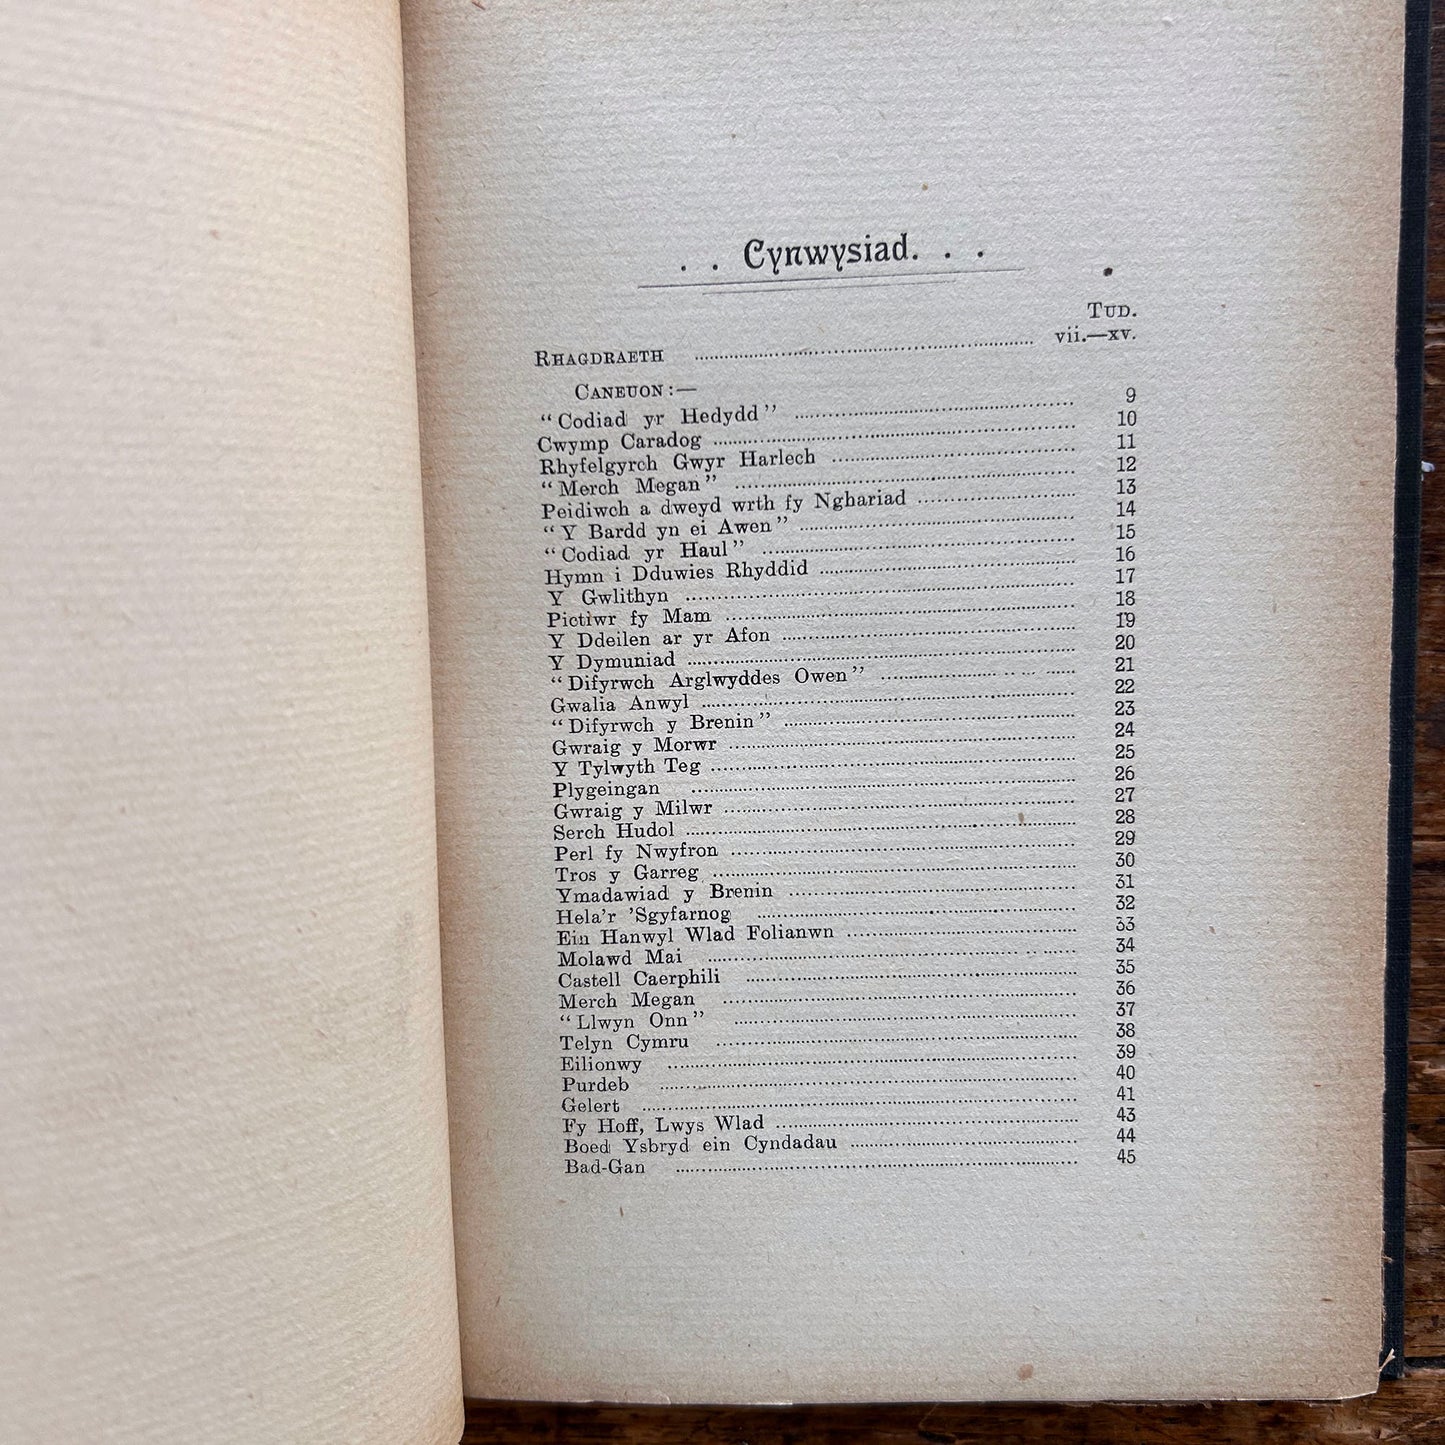 . . Cynwysiad. . . .
TUD.
RHAGDRAETH ........ vii.—xv.
CANEUON :—
“Codiad yr Hedydd” ........ 9
Cwymp Caradog ........ 10
Rhyfelgyrch Gwyr Harlech ........ 11
“Merch Megan” ........ 12
Peidiwch a dweyd wrth fy Nghariad ........ 13
“Y Bardd yn ei Awen” ........ 14
“Codiad yr Haul” ........ 15
Hymn i Dduwies Rhyddid ........ 16
Y Gwlithyn ........ 17
Pictiwr fy Mam ........ 18
Y Ddeilen ar yr Afon ........ 19
Y Dymuniad ........ 20
“Difyrwch Arglwyddes Owen” ........ 21
Gwalia Anwyl ........ 22
“Difyrwch y Brenin” ........ 23
Gwraig y Morwr ........ 24
Y Tylwyth Teg ........ 25
Plygeingan ........ 26
Gwraig y Milwr ........ 27
Serch Hudol ........ 28
Perl fy Nwyfron ........ 29
Tros y Garreg ........ 30
Ymadawiad y Brenin ........ 31
Hela'r 'Sgyfarnog ........ 32
Ein Hanwyl Wlad Folianwn ........ 33
Molawd Mai ........ 34
Castell Caerphili ........ 35
Merch Megan ........ 36
“Llwyn Onn” ........ 37
Telyn Cymru ........ 38
Eilionwy ........ 39
Purdeb ........ 40
Gelert ........ 41
Fy Hoff, Lwys Wlad ........ 43
Boed Ysbryd ein Cyndadau ........ 44
Bad-Gan ........ 45